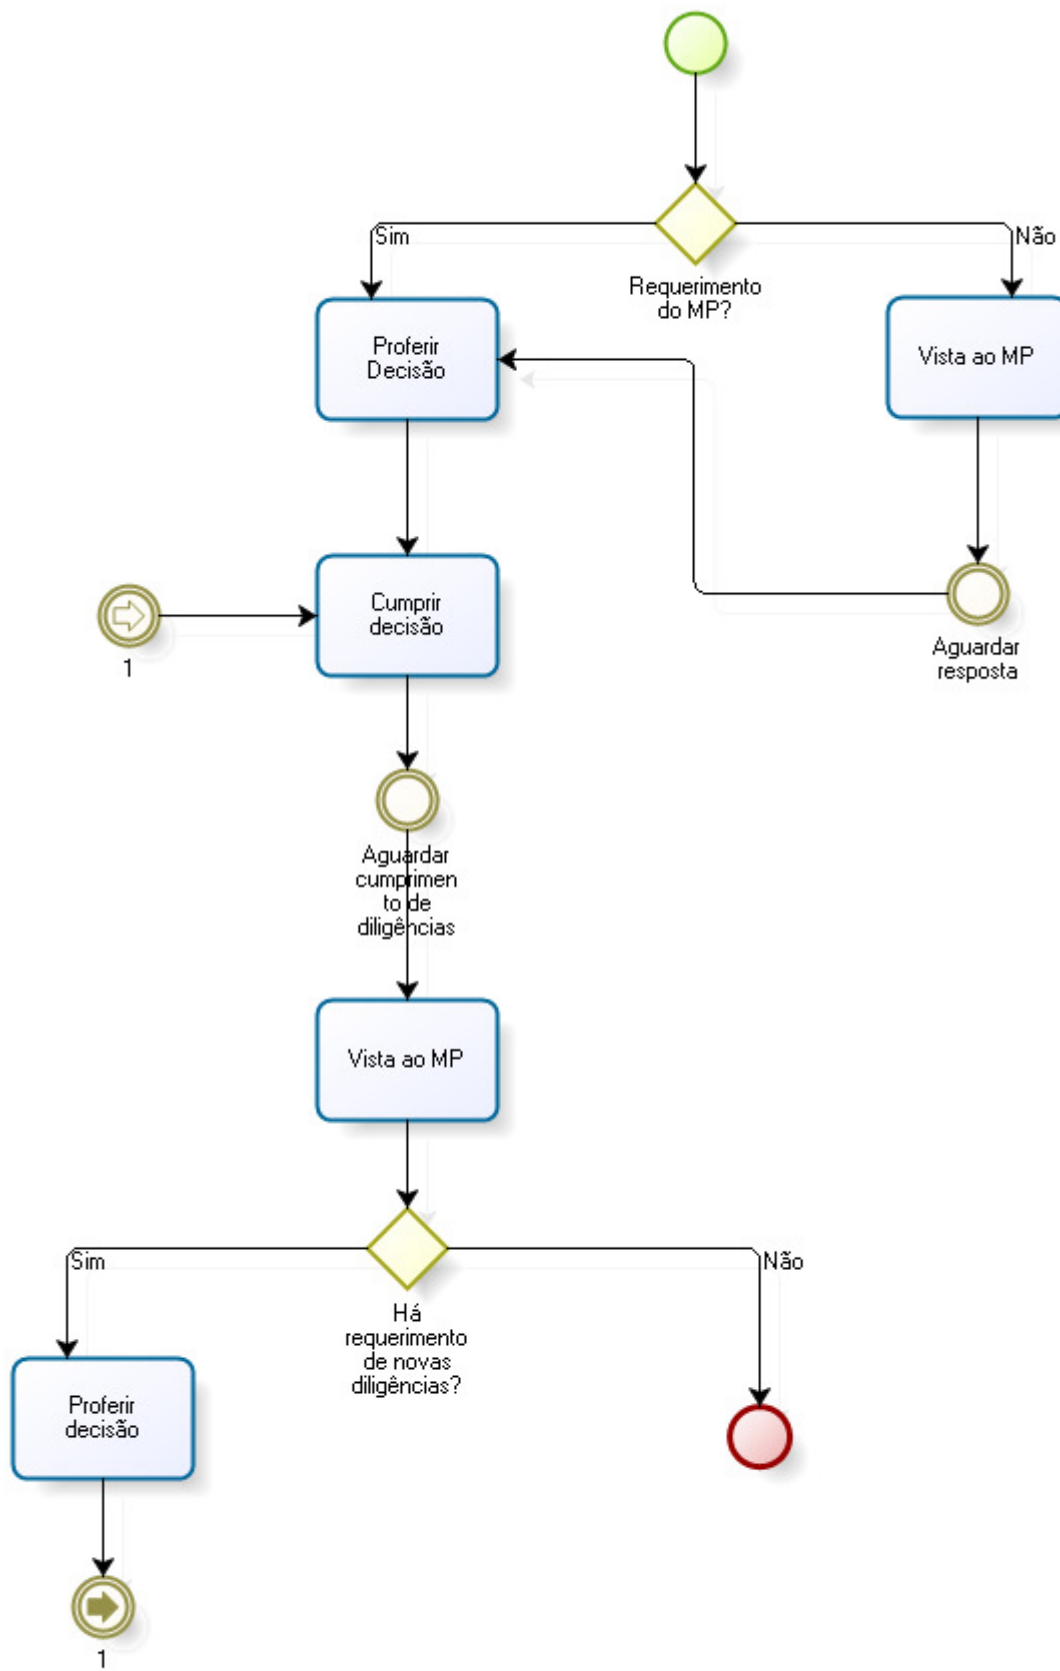 Sim
Não
Requerimento
do MP?
Proferir
Decisão
Vista ao MP
Cumprir
decisão
1
Aguardar
resposta
Aguardar
cumprimen
to de
diligências
Vista ao MP
Sim
Não
Há
requerimento
de novas
diligências?
Proferir
decisão
1